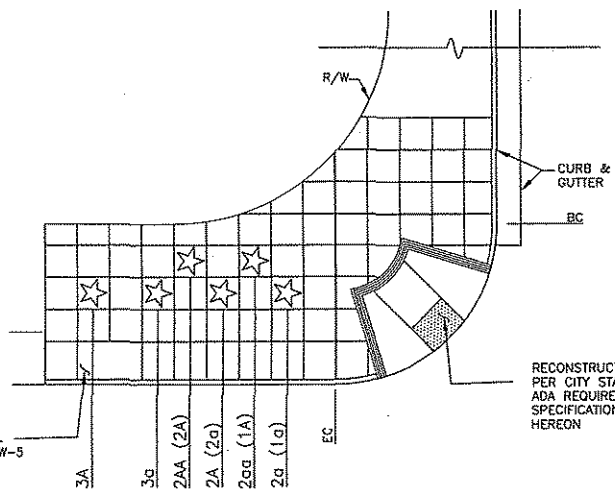 R/W
CURB &
GUTTER
BC
RECONSTRUCT
PER CITY STA
ADA REQUIRE
SPECIFICATION
HEREON
W-5
3A
3a
2AA (2A)
2A (2a)
2aa (1A)
2a (1a)
EC